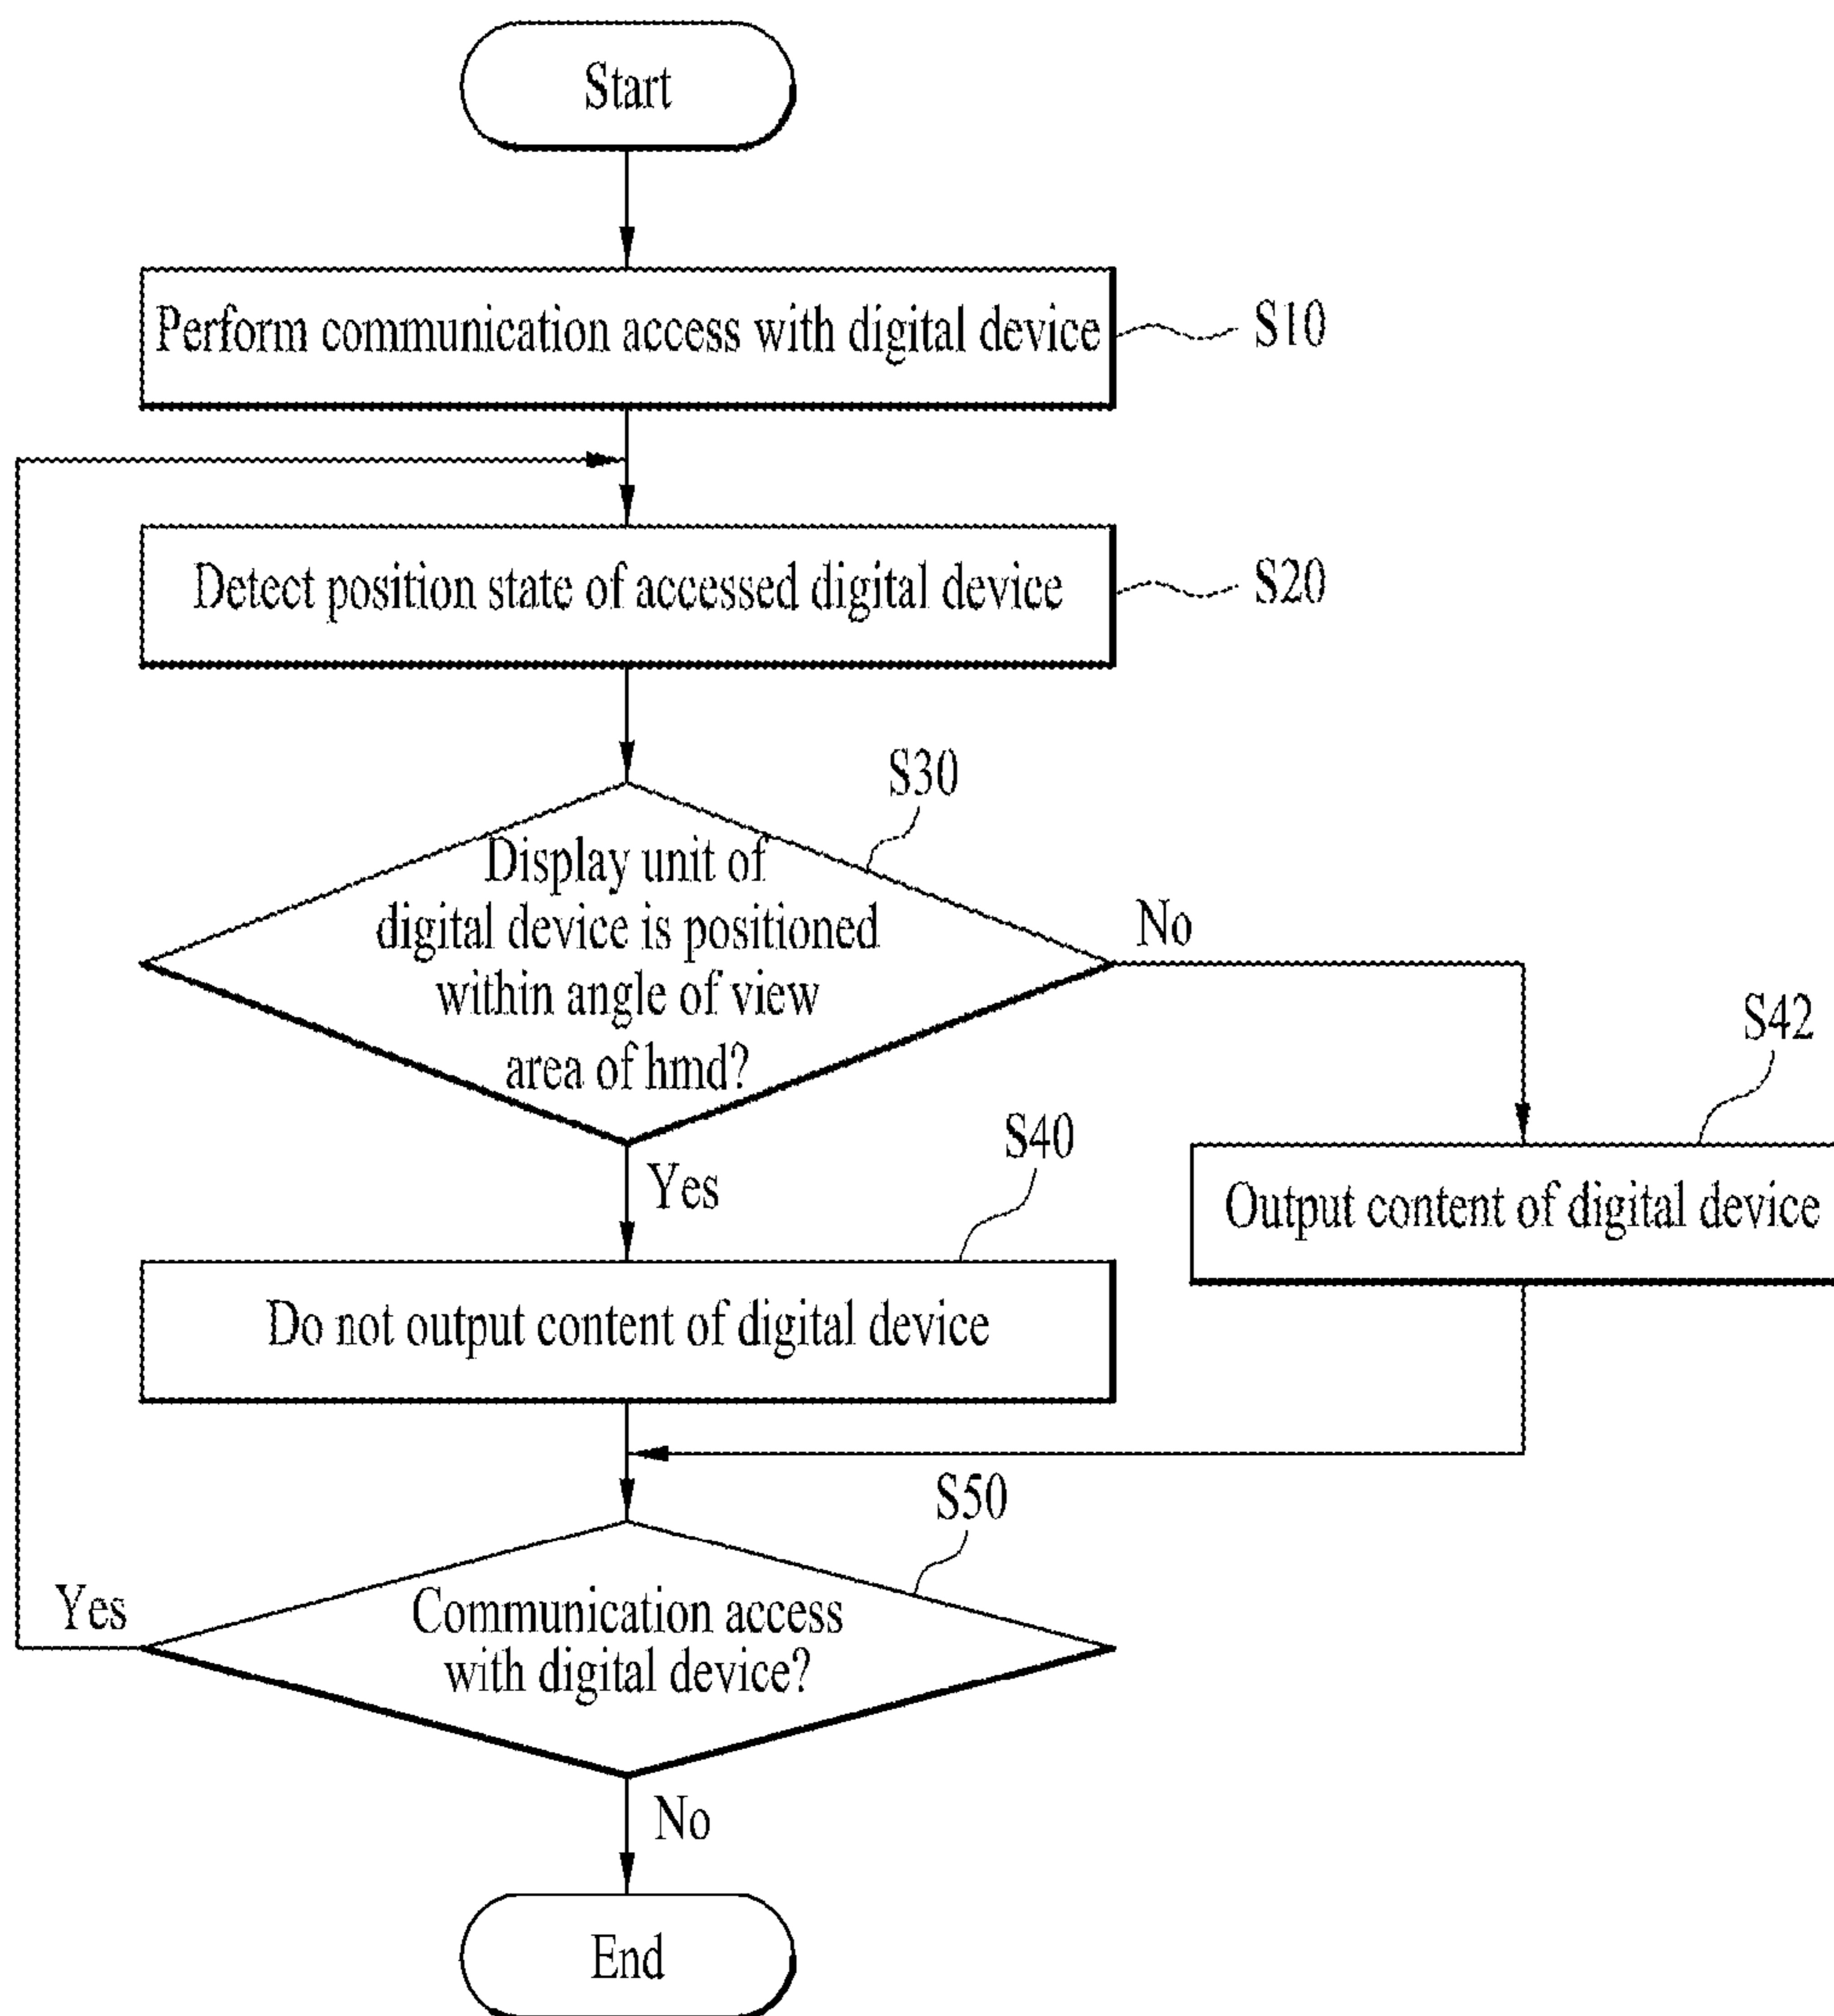 Start
Perform communication access with digital device
S10
Detect position state of accessed digital device
S20
S30
Display unit of
digital device is positioned
within angle of view
area of hmd?
No
S42
Yes
S40
Output content of digital device
Do not output content of digital device
S50
Yes
Communication access
with digital device?
No
End